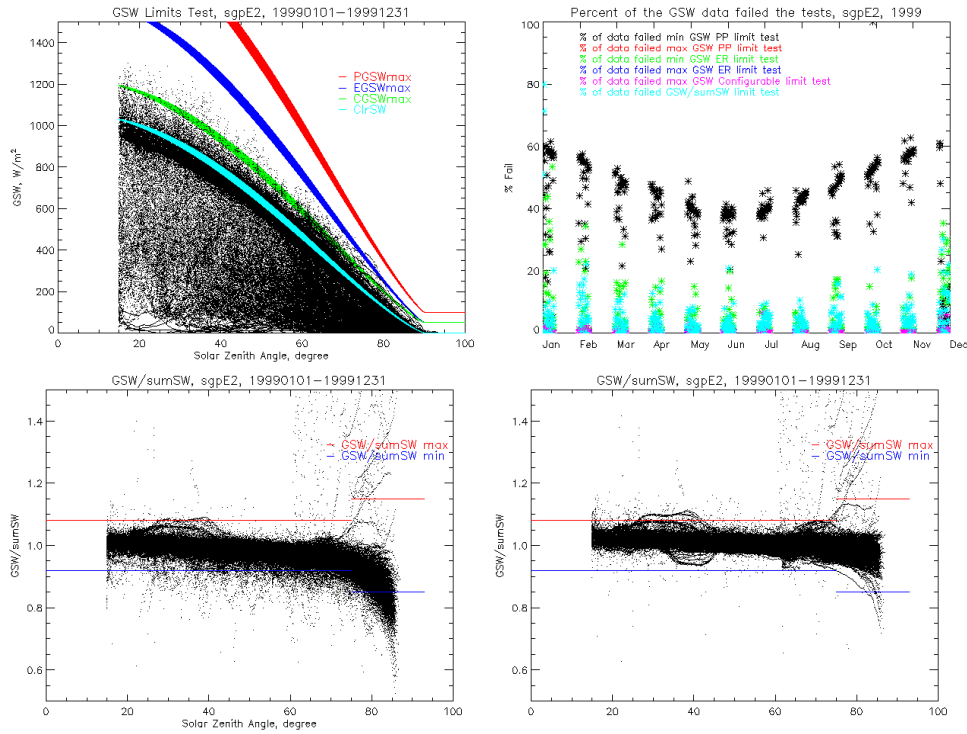 GSW Limits Test, sgpE2, 19990101-19991231
1400
1200
1000
800
600
400
200
0
GSW, W/m²
PGSWmax
EGSWmax
CGSWmax
ClrSW
0 20 40 60 80 100
Solar Zenith Angle, degree
Percent of the GSW data failed the tests, sgpE2, 1999
100
80
60
40
20
0
% Fail
% of data failed min GSW PP limit test
% of data failed max GSW PP limit test
% of data failed min GSW ER limit test
% of data failed max GSW ER limit test
% of data failed max GSW Configurable limit test
% of data failed GSW/sumSW limit test
Jan Feb Mar Apr May Jun Jul Aug Sep Oct Nov Dec
GSW/sumSW, sgpE2, 19990101-19991231
1.4
1.2
1.0
0.8
0.6
GSW/sumSW
GSW/sumSW max
GSW/sumSW min
0 20 40 60 80 100
Solar Zenith Angle, degree
GSW/sumSW, sgpE2, 19990101-19991231
1.4
1.2
1.0
0.8
0.6
GSW/sumSW
GSW/sumSW max
GSW/sumSW min
0 20 40 60 80 100